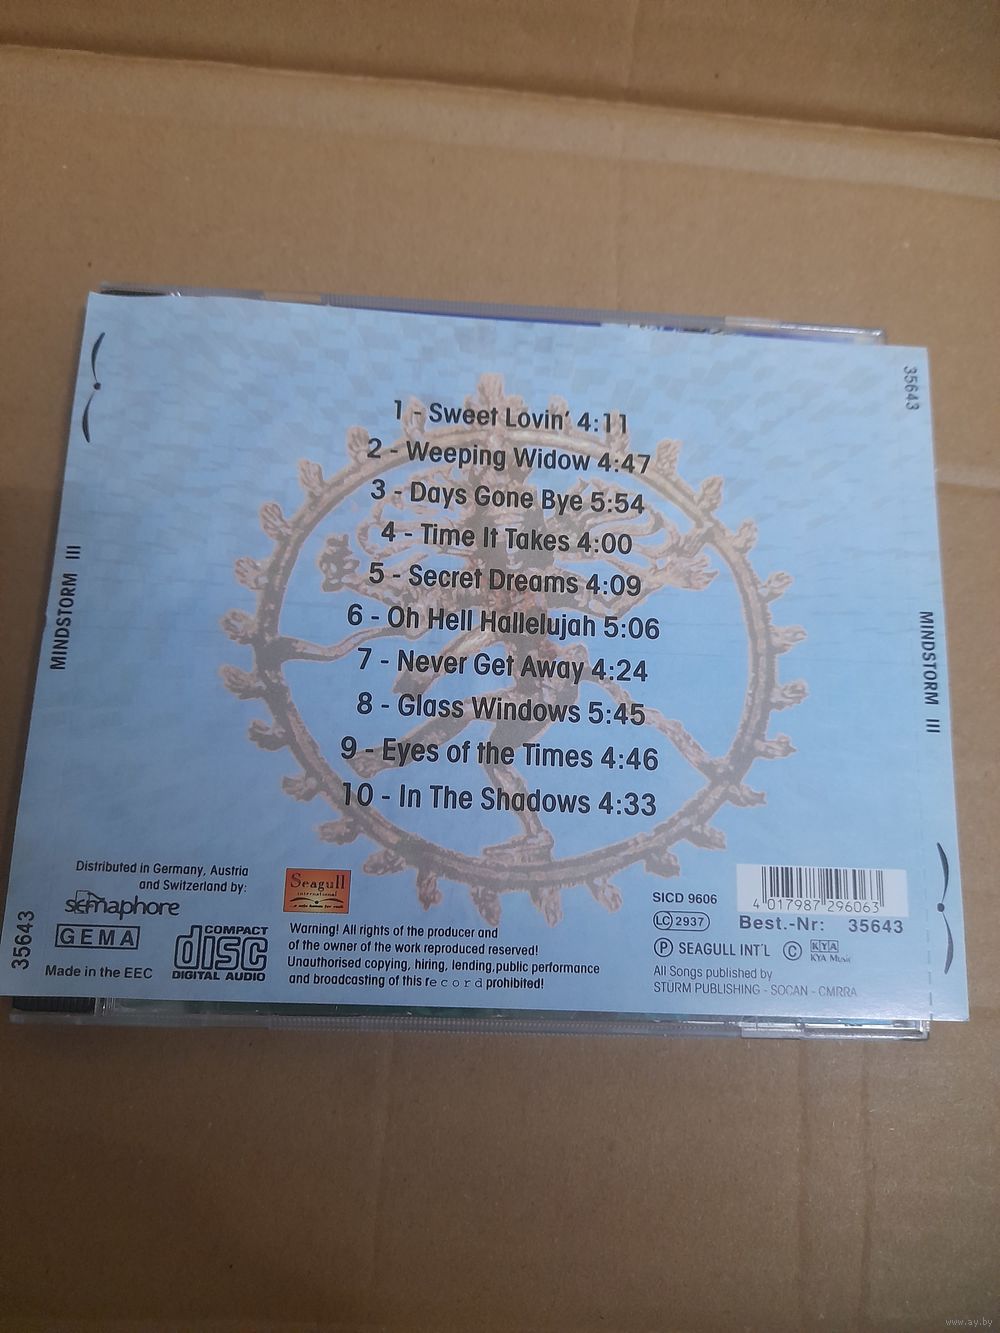 1 - Sweet Lovin' 4:11
2 - Weeping Widow 4:47
3 - Days Gone Bye 5:54
4 - Time It Takes 4:00
5 - Secret Dreams 4:09
6 - Oh Hell Hallelujah 5:06
7 - Never Get Away 4:24
8 - Glass Windows 5:45
9 - Eyes of the Times 4:46
10 - In The Shadows 4:33
MINDSTORM III
35643
35643
MINDSTORM III
Distributed in Germany, Austria
and Switzerland by:
semaphore
GEMA
Made in the EEC
COMPACT
disc
DIGITAL AUDIO
Seagull
international
Warning! All rights of the producer and
of the owner of the work reproduced reserved!
Unauthorised copying, hiring, lending,public performance
and broadcasting of this record prohibited!
SICD 9606
LC 2937
4 017987 296063
Best.-Nr: 35643
Ⓟ SEAGULL INT'L © KYA
KYA Music
All Songs published by
STURM PUBLISHING - SOCAN - CMRRA
www.ay.by